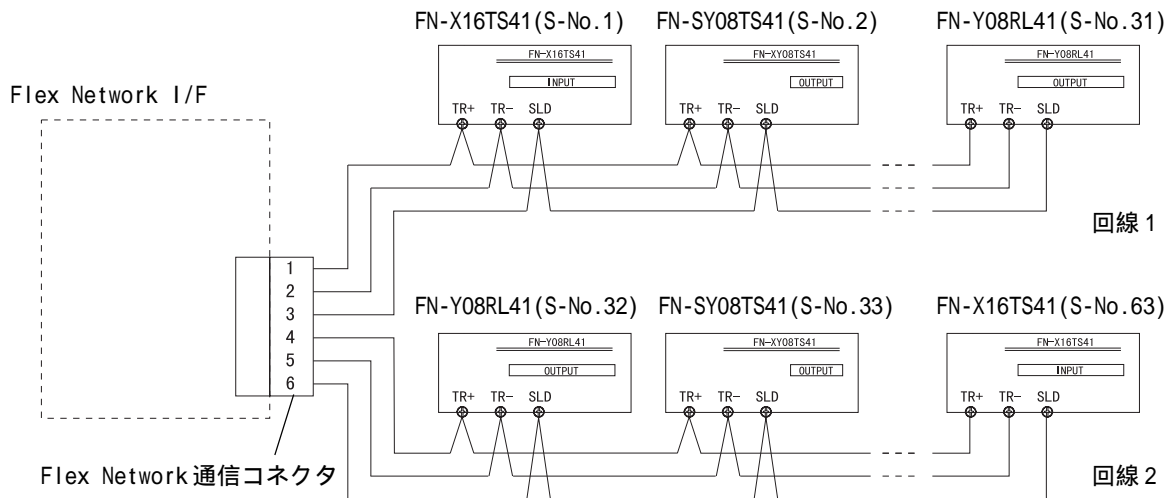 FN-X16TS41(S-No.1) FN-SY08TS41(S-No.2) FN-Y08RL41(S-No.31)
FN-X16TS41 FN-XY08TS41 FN-Y08RL41
INPUT OUTPUT OUTPUT
Flex Network I/F
TR+ TR- SLD TR+ TR- SLD TR+ TR- SLD
回線1
1
2
3
4
5
6
FN-Y08RL41(S-No.32) FN-SY08TS41(S-No.33) FN-X16TS41(S-No.63)
FN-Y08RL41 FN-XY08TS41 FN-X16TS41
OUTPUT OUTPUT INPUT
TR+ TR- SLD TR+ TR- SLD TR+ TR- SLD
Flex Network通信コネクタ
回線2